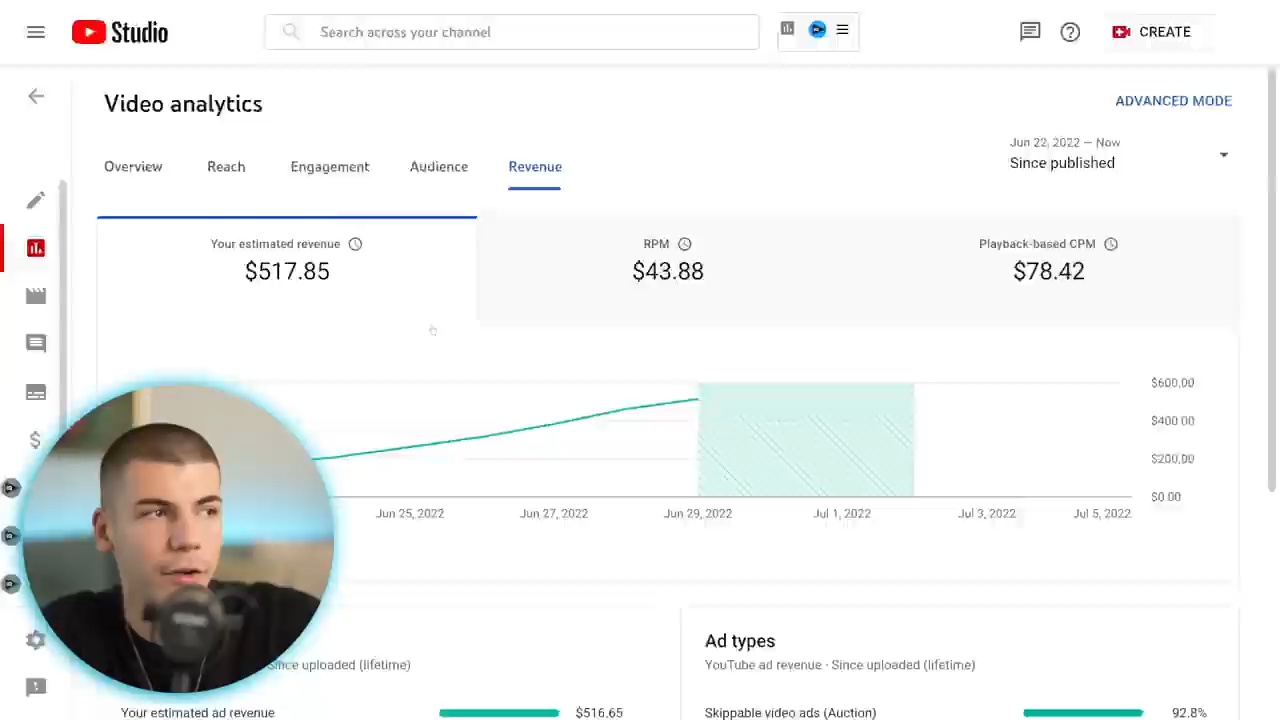 Studio
Search across your channel
CREATE
Video analytics
ADVANCED MODE
Overview
Reach
Engagement
Audience
Revenue
Jun 22, 2022 – Now
Since published
Your estimated revenue
$517.85
RPM
$43.88
Playback-based CPM
$78.42
$600.00
$400.00
$200.00
$0.00
Jun 25, 2022
Jun 27, 2022
Jun 29, 2022
Jul 1, 2022
Jul 3, 2022
Jul 5, 2022
Since uploaded (lifetime)
Your estimated ad revenue
$516.65
Ad types
YouTube ad revenue · Since uploaded (lifetime)
Skippable video ads (Auction)
92.8%